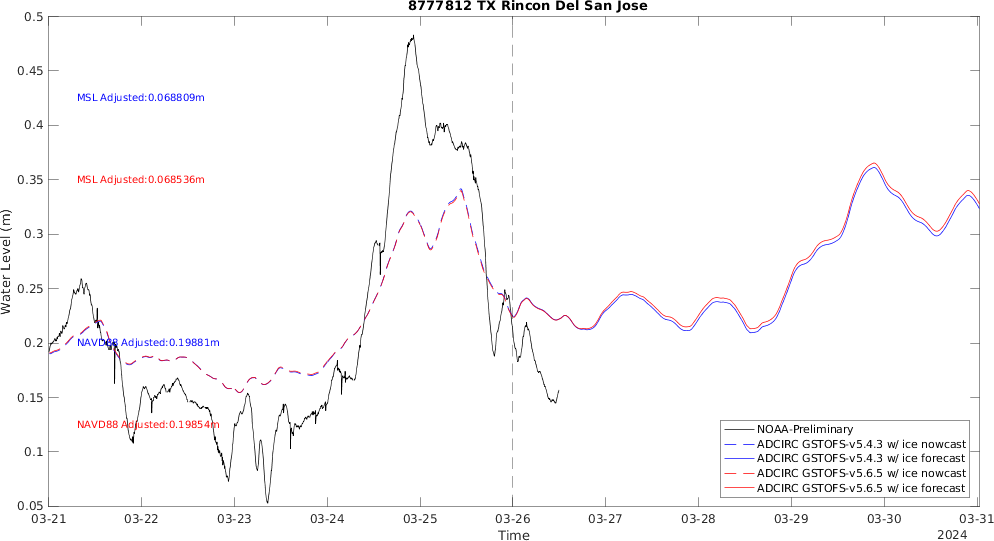 8777812 TX Rincon Del San Jose
0.5
0.45
0.4
0.35
0.3
0.25
0.2
0.15
0.1
0.05
Water Level (m)
MSL Adjusted:0.068809m
MSL Adjusted:0.068536m
NAVD88 Adjusted:0.19881m
NAVD88 Adjusted:0.19854m
NOAA-Preliminary
ADCIRC GSTOFS-v5.4.3 w/ ice nowcast
ADCIRC GSTOFS-v5.4.3 w/ ice forecast
ADCIRC GSTOFS-v5.6.5 w/ ice nowcast
ADCIRC GSTOFS-v5.6.5 w/ ice forecast
03-21 03-22 03-23 03-24 03-25 03-26 03-27 03-28 03-29 03-30 03-31
Time
2024